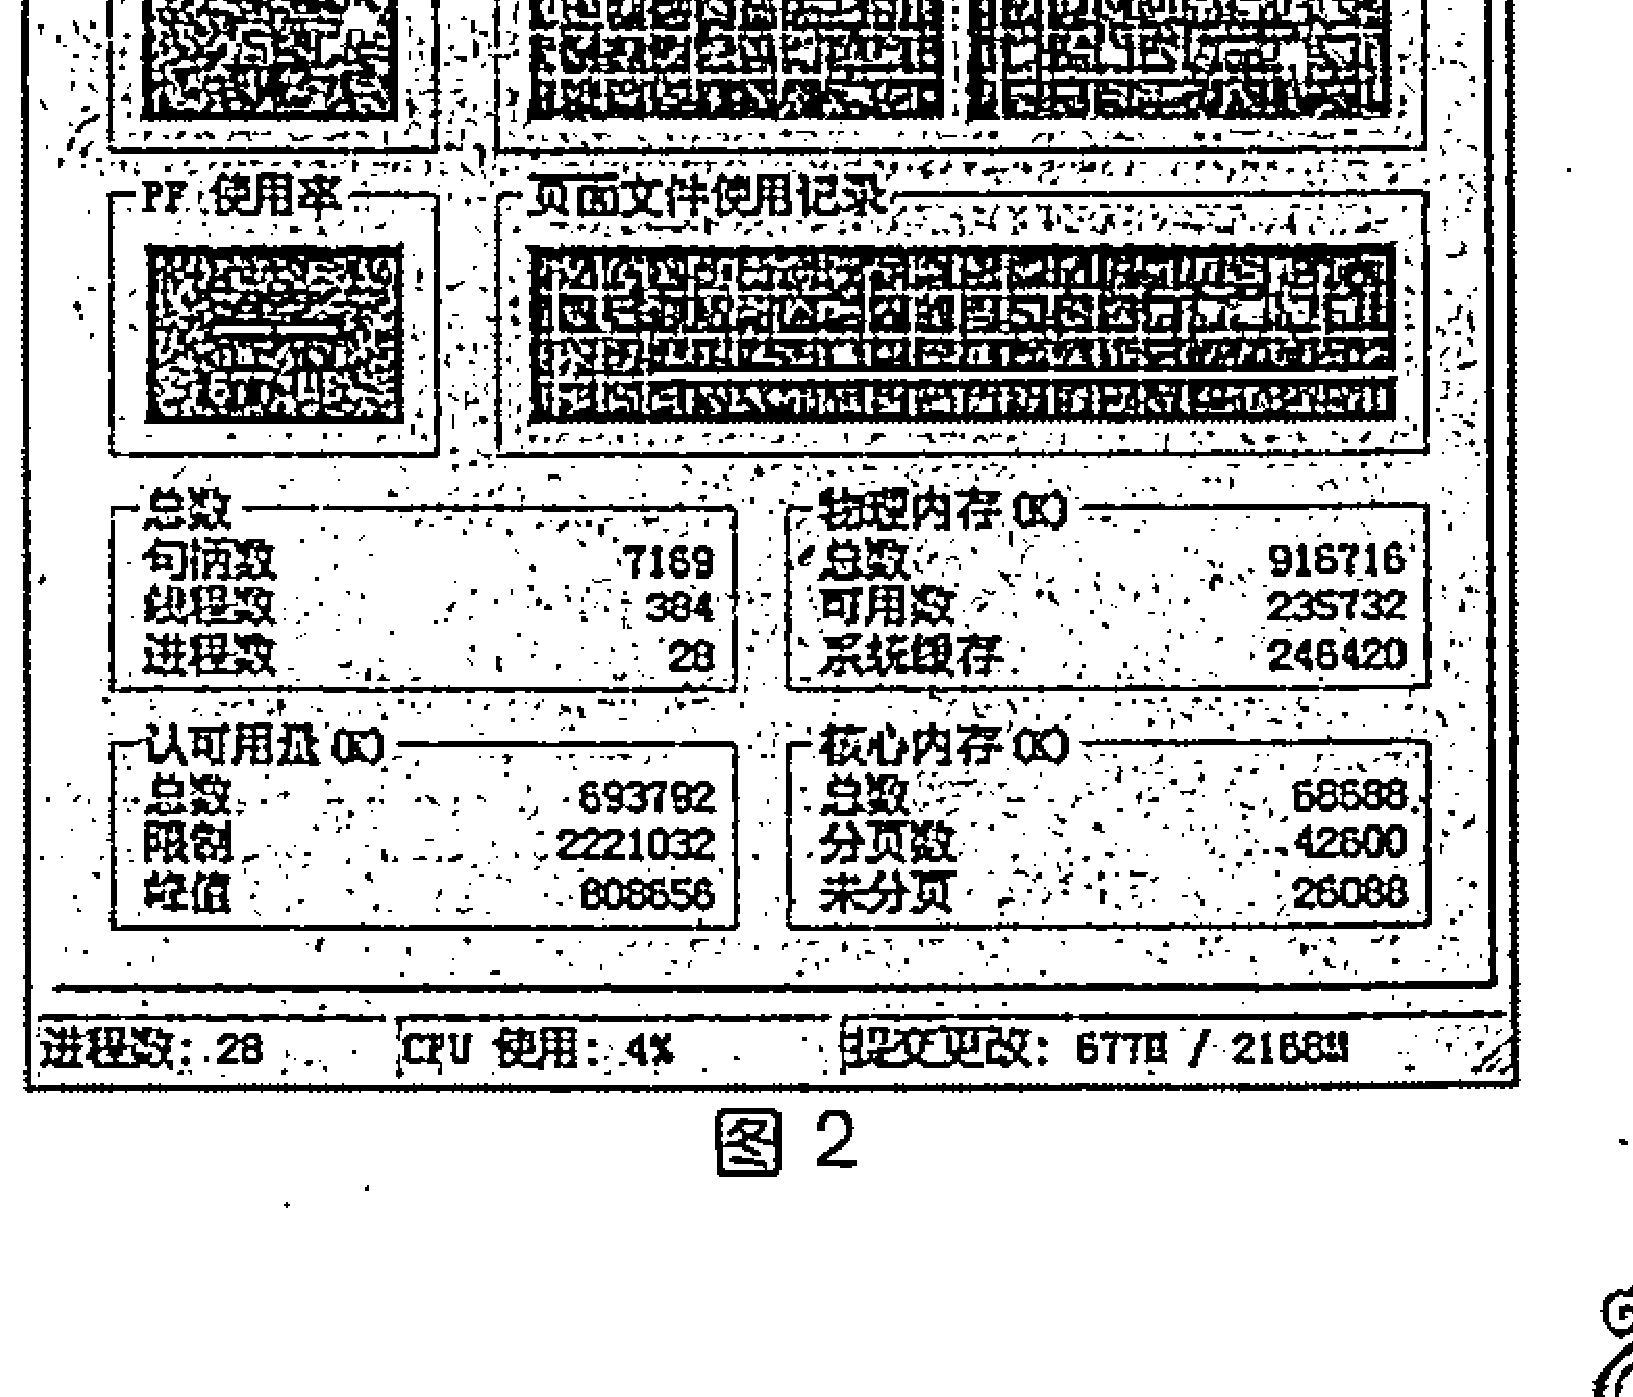 PF 使用率
页面文件使用记录
总数
句柄数 7169
线程数 384
进程数 28
物理内存(K)
总数 916716
可用数 235732
系统缓存 246420
认可用量(K)
总数 693792
限制 2221032
峰值 808656
核心内存(K)
总数 68688
分页数 42600
未分页 26088
进程数: 28 CPU 使用: 4% 提交更改: 677M / 2168M
图 2